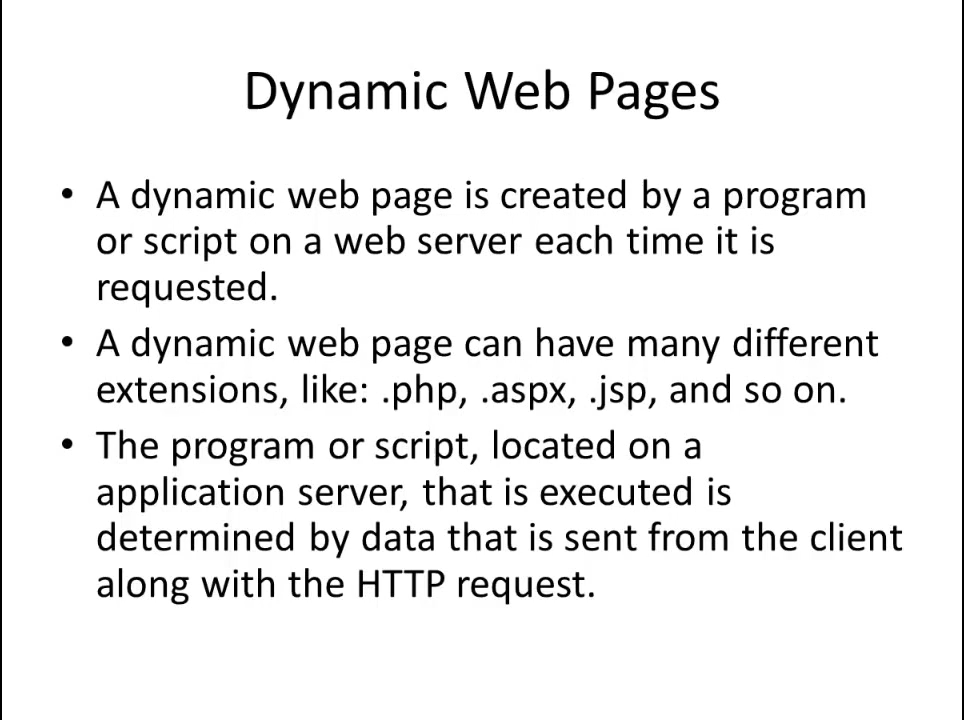 Dynamic Web Pages
• A dynamic web page is created by a program
or script on a web server each time it is
requested.
• A dynamic web page can have many different
extensions, like: .php, .aspx, .jsp, and so on.
• The program or script, located on a
application server, that is executed is
determined by data that is sent from the client
along with the HTTP request.